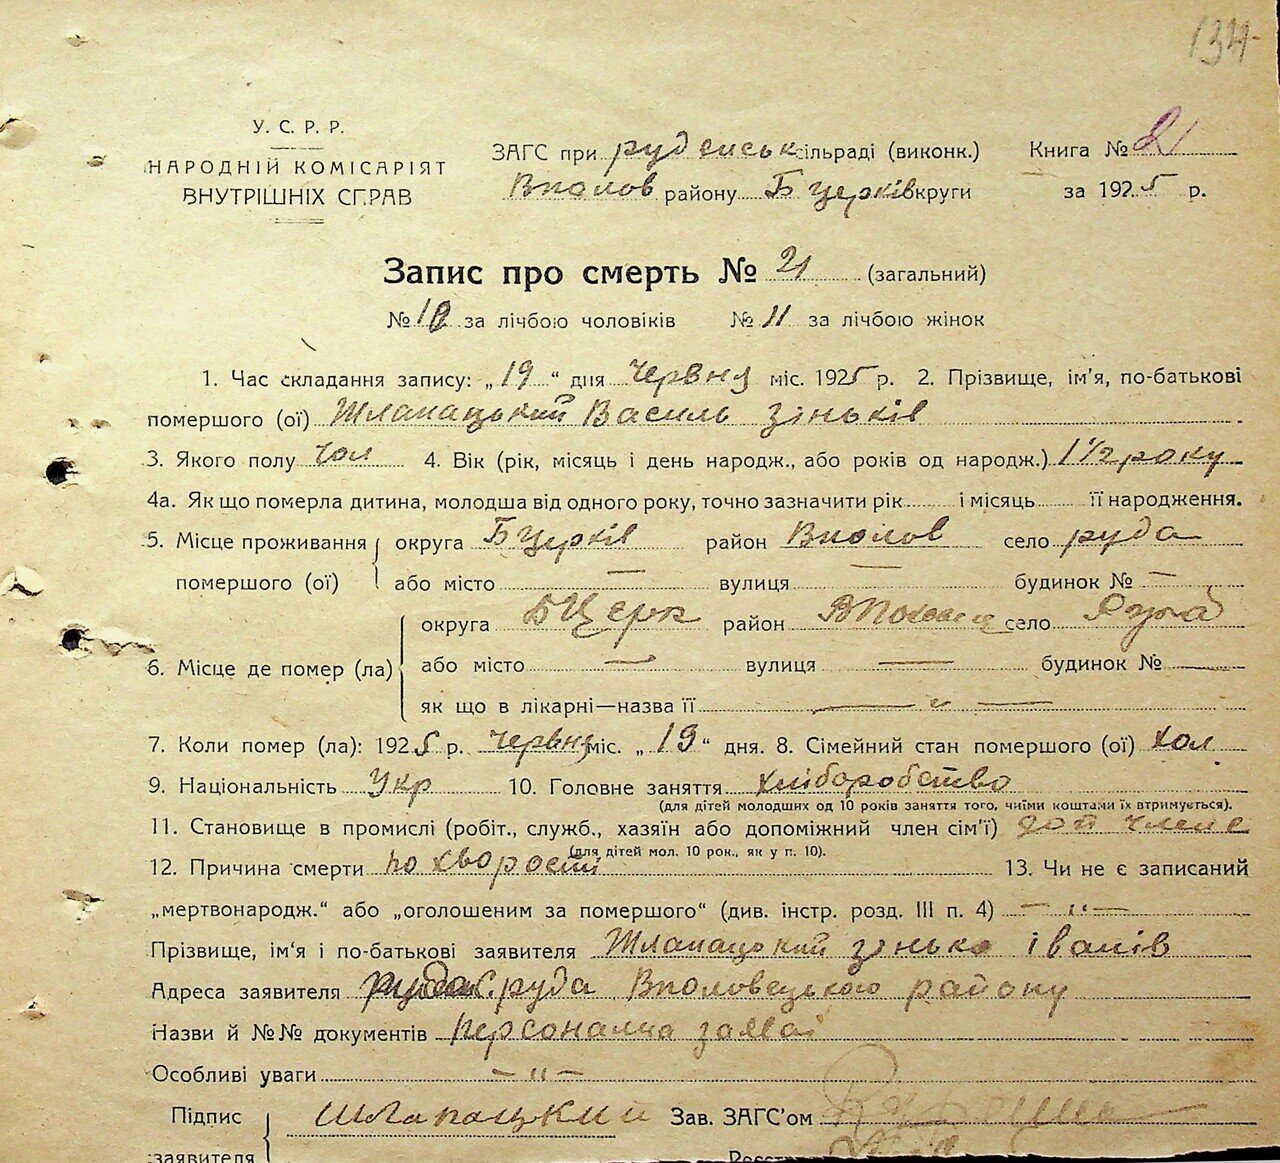 134
У. С. Р. Р.
НАРОДНІЙ КОМІСАРІЯТ
ВНУТРІШНІХ СПРАВ
ЗАГС при рудянськ сільраді (виконк.) Книга № 21
Вполов району Б Церків округи за 1925 р.
Запис про смерть № 21 (загальний)
№ 10 за лічбою чоловіків № 11 за лічбою жінок
1. Час складання запису: „19“ дня Червня міс. 1925 р. 2. Прізвище, ім'я, по-батькові
помершого (ої) Жлапацький Василь зіньків
3. Якого полу Чол 4. Вік (рік, місяць і день народж., або років од народж.) 1 1/2 року
4а. Як що померла дитина, молодша від одного року, точно зазначити рік і місяць її народження.
5. Місце проживання помершого (ої) округа Б Церків район Вполов село руда
або місто — вулиця — будинок № —
6. Місце де помер (ла) округа БЦерк район село Руда
або місто — вулиця — будинок № —
як що в лікарні—назва її — „ —
7. Коли помер (ла): 1925 р. червня міс. „19“ дня. 8. Сімейний стан помершого (ої) хол
9. Національність Укр 10. Головне заняття хліборобство
(для дітей молодших од 10 років заняття того, чиїми коштами їх втримується).
11. Становище в промислі (робіт., служб., хазяїн або допоміжний член сім'ї) доп член с
(для дітей мол. 10 рок., як у п. 10).
12. Причина смерти по хворості 13. Чи не є записаний
„мертвонародж.“ або „оголошеним за помершого“ (див. інстр. розд. III п. 4) — „ —
Прізвище, ім'я і по-батькові заявителя Жлапацький зінько іванів
Адреса заявителя С. руда Вполовецького району
Назви й №№ документів персонална
Особливі уваги — „ —
Підпис заявителя Шлапацкий Зав. ЗАГС'ом